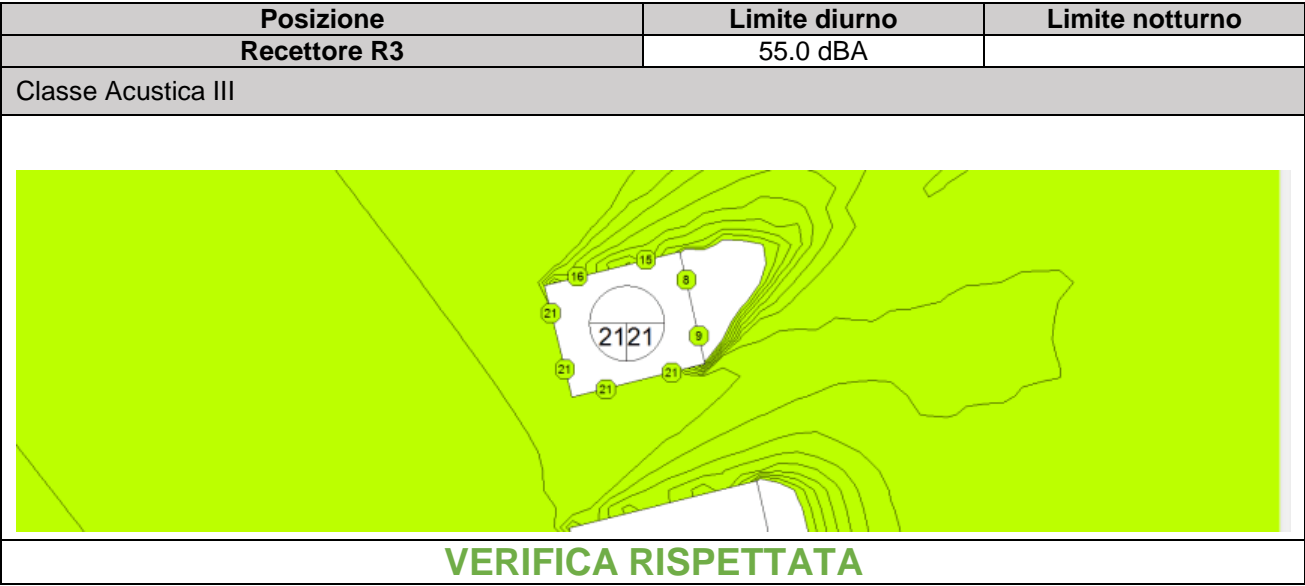 Posizione Limite diurno Limite notturno
Recettore R3 55.0 dBA
Classe Acustica III
15
16
8
21
21 21
9
21
21
21
VERIFICA RISPETTATA